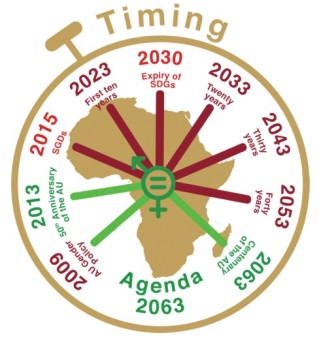 Timing
2030
Expiry of
SDGs
2033
Twenty
years
2043
Thirty
years
2053
Forty
years
2063
Centenary
of the AU
Agenda
2063
2009
AU Gender
Policy
2013
50th Anniversary
of the AU
2015
SGDs
2023
First ten
years